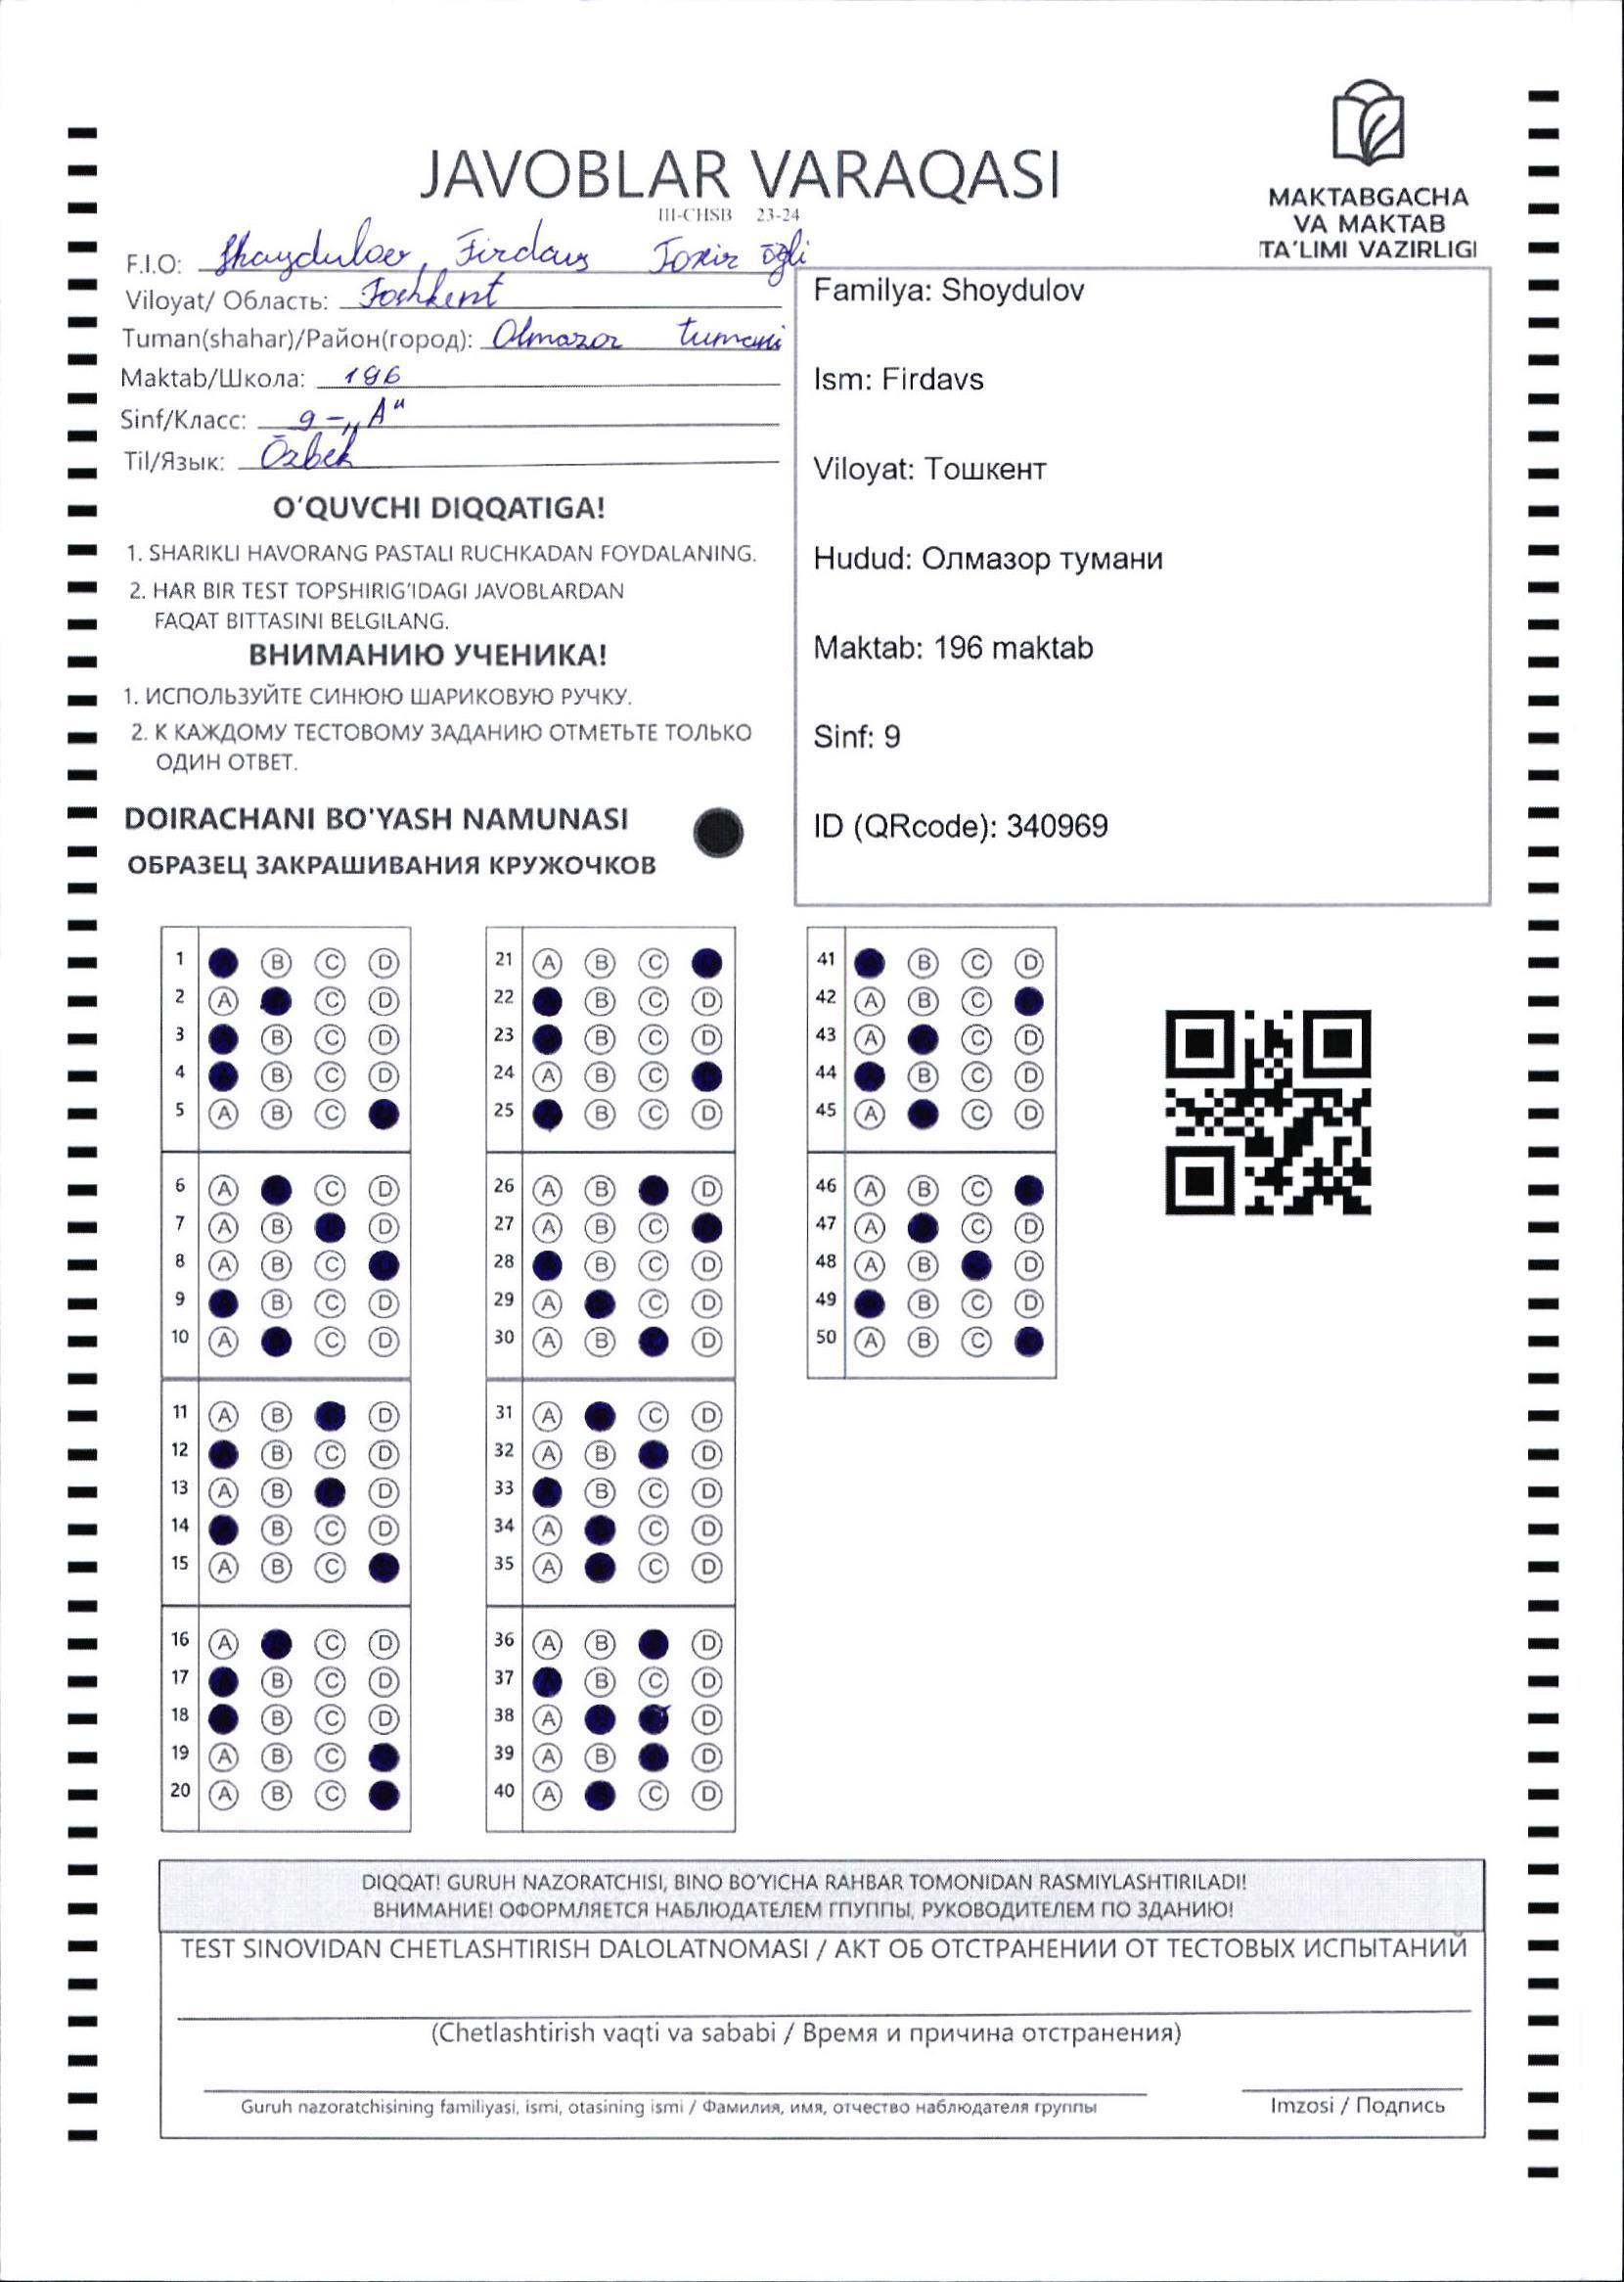 JAVOBLAR VARAQASI
III-CHSB 23-24
MAKTABGACHA
VA MAKTAB
TA'LIMI VAZIRLIGI
F.I.O: Shaydulov, Firdavs Toxir õgli
Viloyat/ Область: Toshkent
Tuman(shahar)/Район(город): Olmazor tumani
Maktab/Школа: 196
Sinf/Класс: 9-„A"
Til/Язык: Õzbek
O'QUVCHI DIQQATIGA!
1. SHARIKLI HAVORANG PASTALI RUCHKADAN FOYDALANING.
2. HAR BIR TEST TOPSHIRIG'IDAGI JAVOBLARDAN
FAQAT BITTASINI BELGILANG.
ВНИМАНИЮ УЧЕНИКА!
1. ИСПОЛЬЗУЙТЕ СИНЮЮ ШАРИКОВУЮ РУЧКУ.
2. К КАЖДОМУ ТЕСТОВОМУ ЗАДАНИЮ ОТМЕТЬТЕ ТОЛЬКО
ОДИН ОТВЕТ.
DOIRACHANI BO'YASH NAMUNASI
ОБРАЗЕЦ ЗАКРАШИВАНИЯ КРУЖОЧКОВ
Familya: Shoydulov
Ism: Firdavs
Viloyat: Тошкент
Hudud: Олмазор тумани
Maktab: 196 maktab
Sinf: 9
ID (QRcode): 340969
1 B C D
2 A C D
3 B C D
4 B C D
5 A B C
6 A C D
7 A B D
8 A B C
9 B C D
10 A C D
11 A B D
12 B C D
13 A B D
14 B C D
15 A B C
16 A C D
17 B C D
18 B C D
19 A B C
20 A B C
21 A B C
22 B C D
23 B C D
24 A B C
25 B C D
26 A B D
27 A B C
28 B C D
29 A C D
30 A B D
31 A C D
32 A B D
33 B C D
34 A C D
35 A C D
36 A B D
37 B C D
38 A D
39 A B D
40 A C D
41 B C D
42 A B C
43 A C D
44 B C D
45 A C D
46 A B C
47 A C D
48 A B D
49 B C D
50 A B C
DIQQAT! GURUH NAZORATCHISI, BINO BO'YICHA RAHBAR TOMONIDAN RASMIYLASHTIRILADI!
ВНИМАНИЕ! ОФОРМЛЯЕТСЯ НАБЛЮДАТЕЛЕМ ГПУППЫ, РУКОВОДИТЕЛЕМ ПО ЗДАНИЮ!
TEST SINOVIDAN CHETLASHTIRISH DALOLATNOMASI / АКТ ОБ ОТСТРАНЕНИИ ОТ ТЕСТОВЫХ ИСПЫТАНИЙ
(Chetlashtirish vaqti va sababi / Время и причина отстранения)
Guruh nazoratchisining familiyasi, ismi, otasining ismi / Фамилия, имя, отчество наблюдателя группы
Imzosi / Подпись